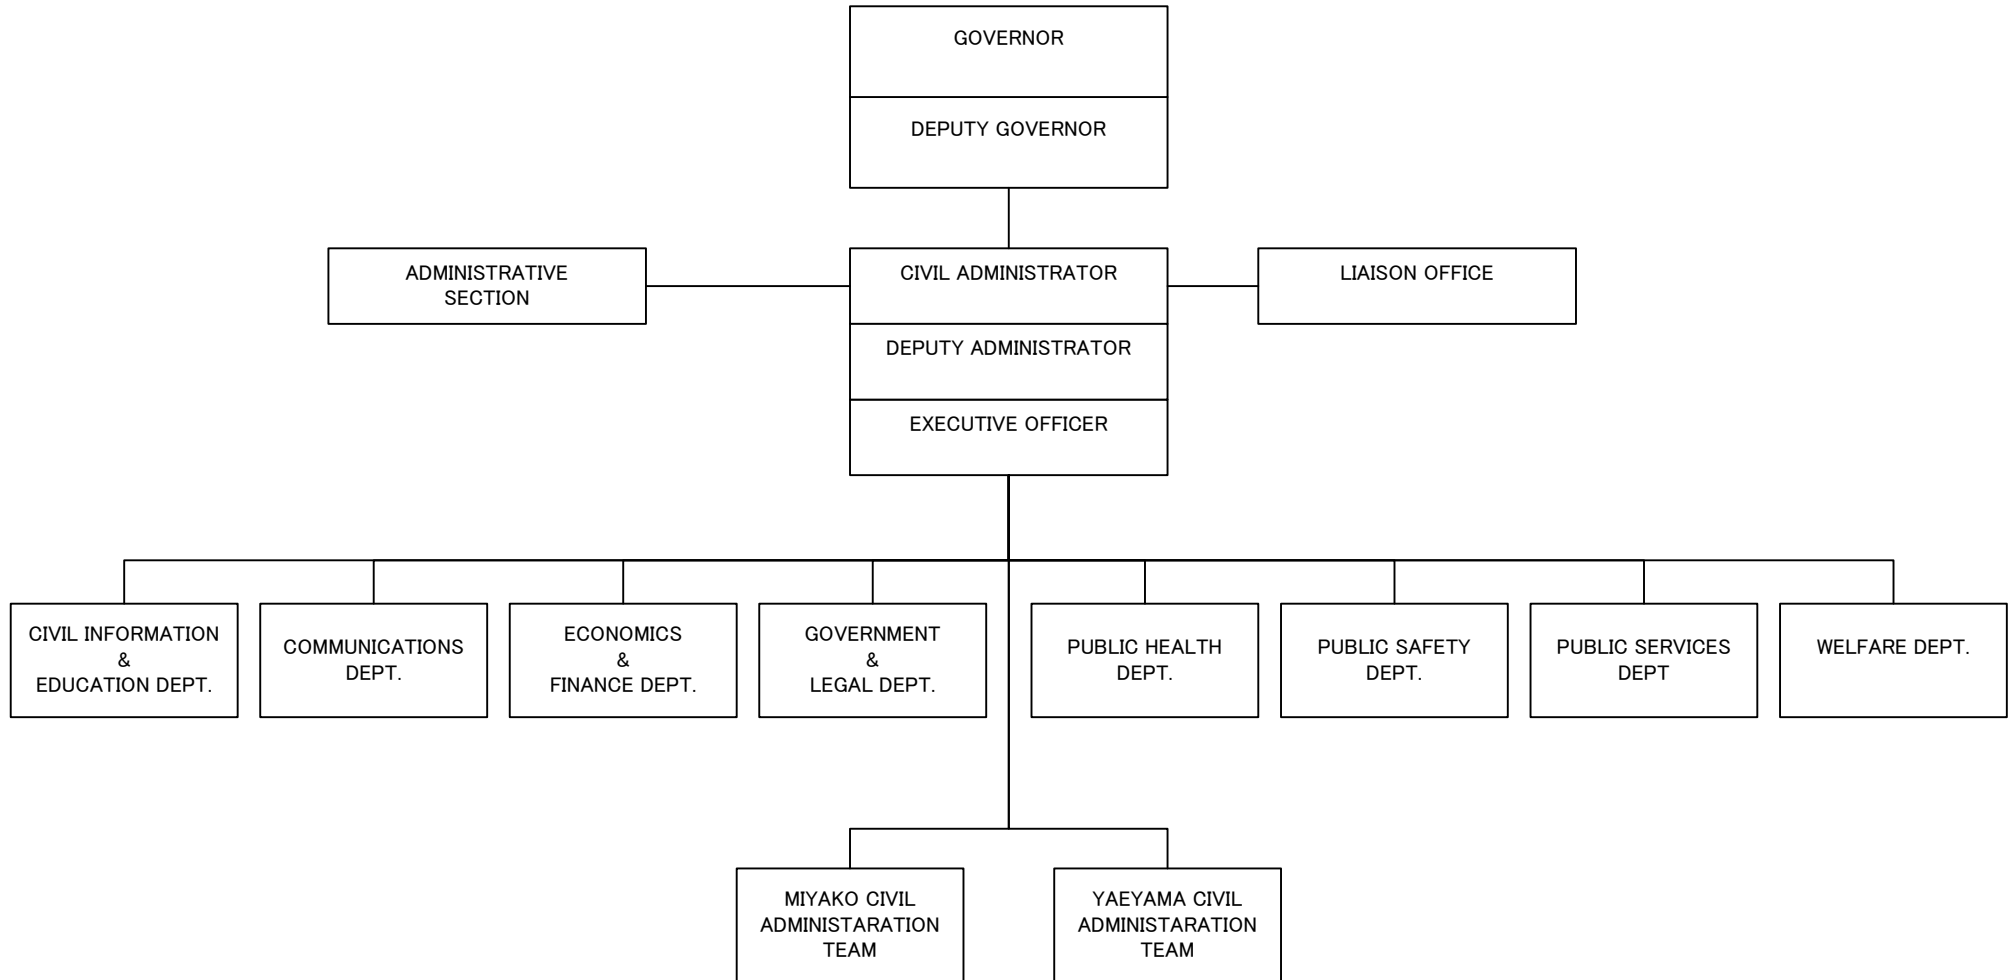 GOVERNOR
DEPUTY GOVERNOR
ADMINISTRATIVE
SECTION
CIVIL ADMINISTRATOR
LIAISON OFFICE
DEPUTY ADMINISTRATOR
EXECUTIVE OFFICER
CIVIL INFORMATION
&
EDUCATION DEPT.
COMMUNICATIONS
DEPT.
ECONOMICS
&
FINANCE DEPT.
GOVERNMENT
&
LEGAL DEPT.
PUBLIC HEALTH
DEPT.
PUBLIC SAFETY
DEPT.
PUBLIC SERVICES
DEPT
WELFARE DEPT.
MIYAKO CIVIL
ADMINISTARATION
TEAM
YAEYAMA CIVIL
ADMINISTARATION
TEAM